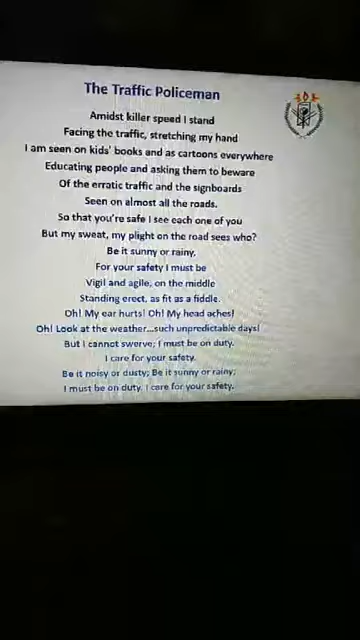 The Traffic Policeman
Amidst killer speed I stand
Facing the traffic, stretching my hand
I am seen on kids' books and as cartoons everywhere
Educating people and asking them to beware
Of the erratic traffic and the signboards
Seen on almost all the roads.
So that you're safe I see each one of you
But my sweat, my plight on the road sees who?
Be it sunny or rainy,
For your safety I must be
Vigil and agile, on the middle
Standing erect, as fit as a fiddle.
Oh! My ear hurts! Oh! My head aches!
Oh! Look at the weather...such unpredictable days!
But I cannot swerve; I must be on duty.
I care for your safety.
Be it noisy or dusty; Be it sunny or rainy;
I must be on duty. I care for your safety.